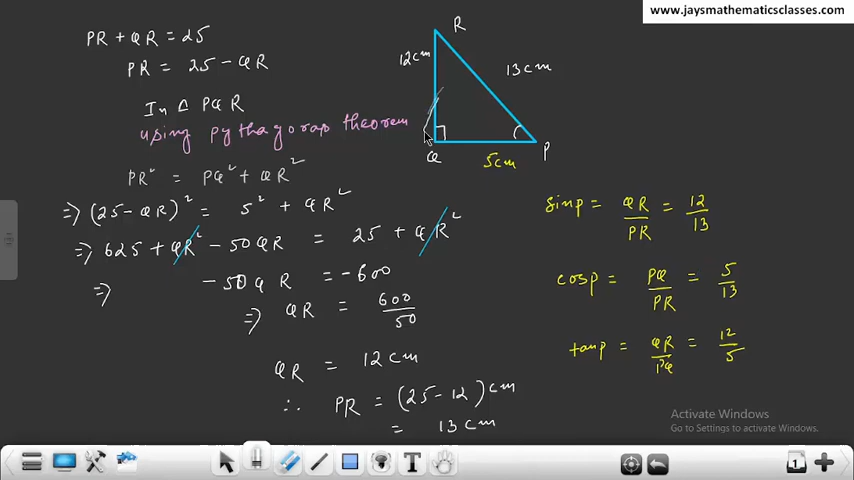 www.jaysmathematicsclasses.com
PR + QR = 25
PR = 25 - QR
In Δ PQR
using pythagoras theorem
PR² = PQ² + QR²
=> (25 - QR)² = 5² + QR²
=> 625 + QR² - 50QR = 25 + QR²
=> - 50QR = -600
=> QR = 600/50
QR = 12 cm
∴ PR = (25 - 12) cm
= 13 cm
R
12cm
13cm
Q
5cm
P
sinp = QR/PR = 12/13
cosp = PQ/PR = 5/13
tanp = QR/PQ = 12/5
Activate Windows
Go to Settings to activate Windows.
T
1